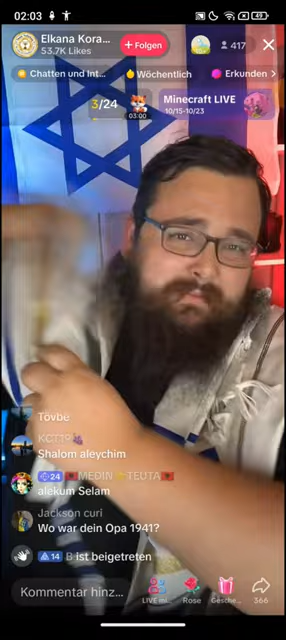 02:03
49
Elkana Kora...
53.7K Likes
+ Folgen
417
Chatten und Int...
Wöchentlich
Erkunden >
3/24
03:00
Minecraft LIVE
10/15-10/23
Tövbe
KCT19
Shalom aleychim
24 MEDIN TEUTA
alekum Selam
Jackson curi
Wo war dein Opa 1941?
14 B ist beigetreten
Kommentar hinz...
LIVE mi...
Rose
Gesche...
366